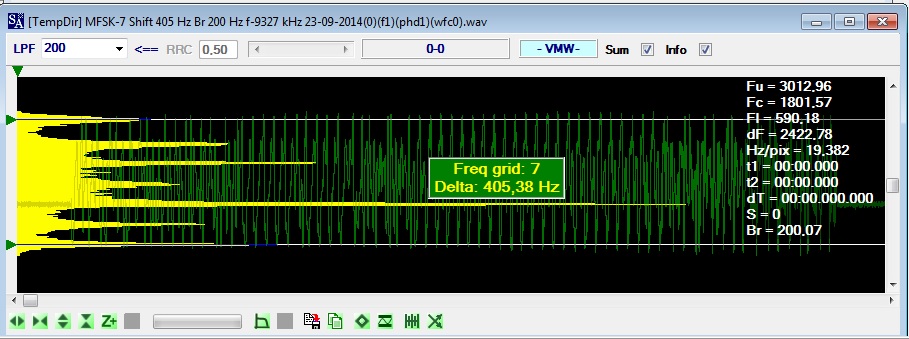 SA [TempDir] MFSK-7 Shift 405 Hz Br 200 Hz f-9327 kHz 23-09-2014(0)(f1)(phd1)(wfc0).wav
LPF 200 <== RRC 0,50 0-0 - VMW- Sum Info
Fu = 3012,96
Fc = 1801,57
Fl = 590,18
dF = 2422,78
Hz/pix = 19,382
t1 = 00:00.000
t2 = 00:00.000
dT = 00:00.000.000
S = 0
Br = 200,07
Freq grid: 7
Delta: 405,38 Hz
Z+